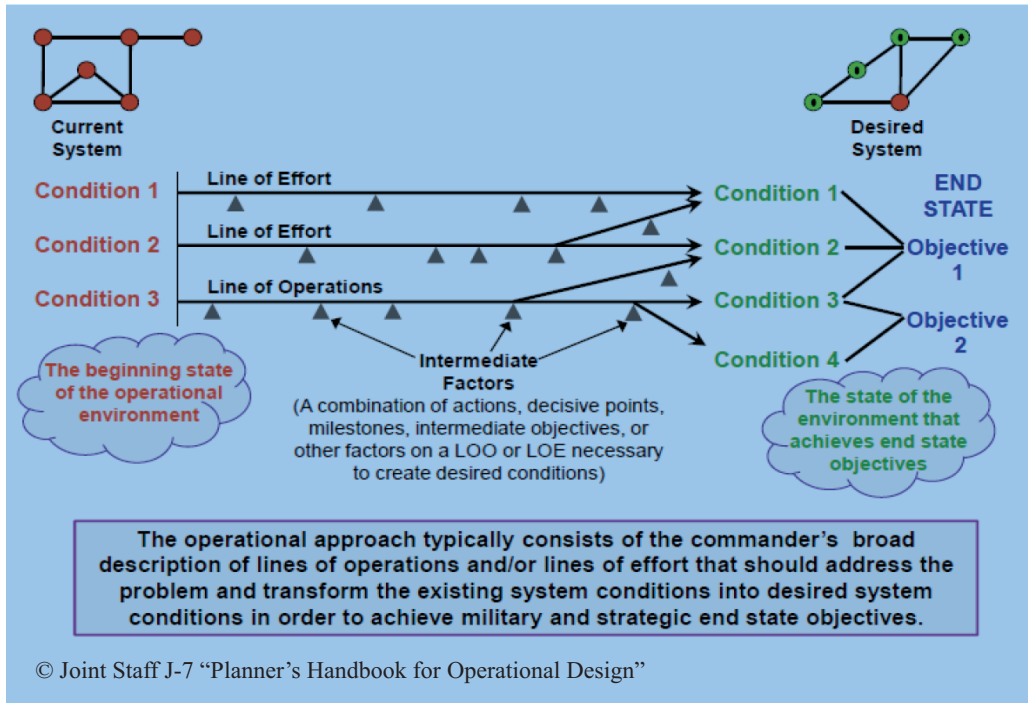 Current
System
Desired
System
Condition 1
Line of Effort
Condition 1
END
STATE
Condition 2
Line of Effort
Condition 2
Objective
1
Condition 3
Line of Operations
Condition 3
Objective
2
Condition 4
The beginning state
of the operational
environment
Intermediate
Factors
(A combination of actions, decisive points,
milestones, intermediate objectives, or
other factors on a LOO or LOE necessary
to create desired conditions)
The state of the
environment that
achieves end state
objectives
The operational approach typically consists of the commander's broad
description of lines of operations and/or lines of effort that should address the
problem and transform the existing system conditions into desired system
conditions in order to achieve military and strategic end state objectives.
© Joint Staff J-7 “Planner’s Handbook for Operational Design”